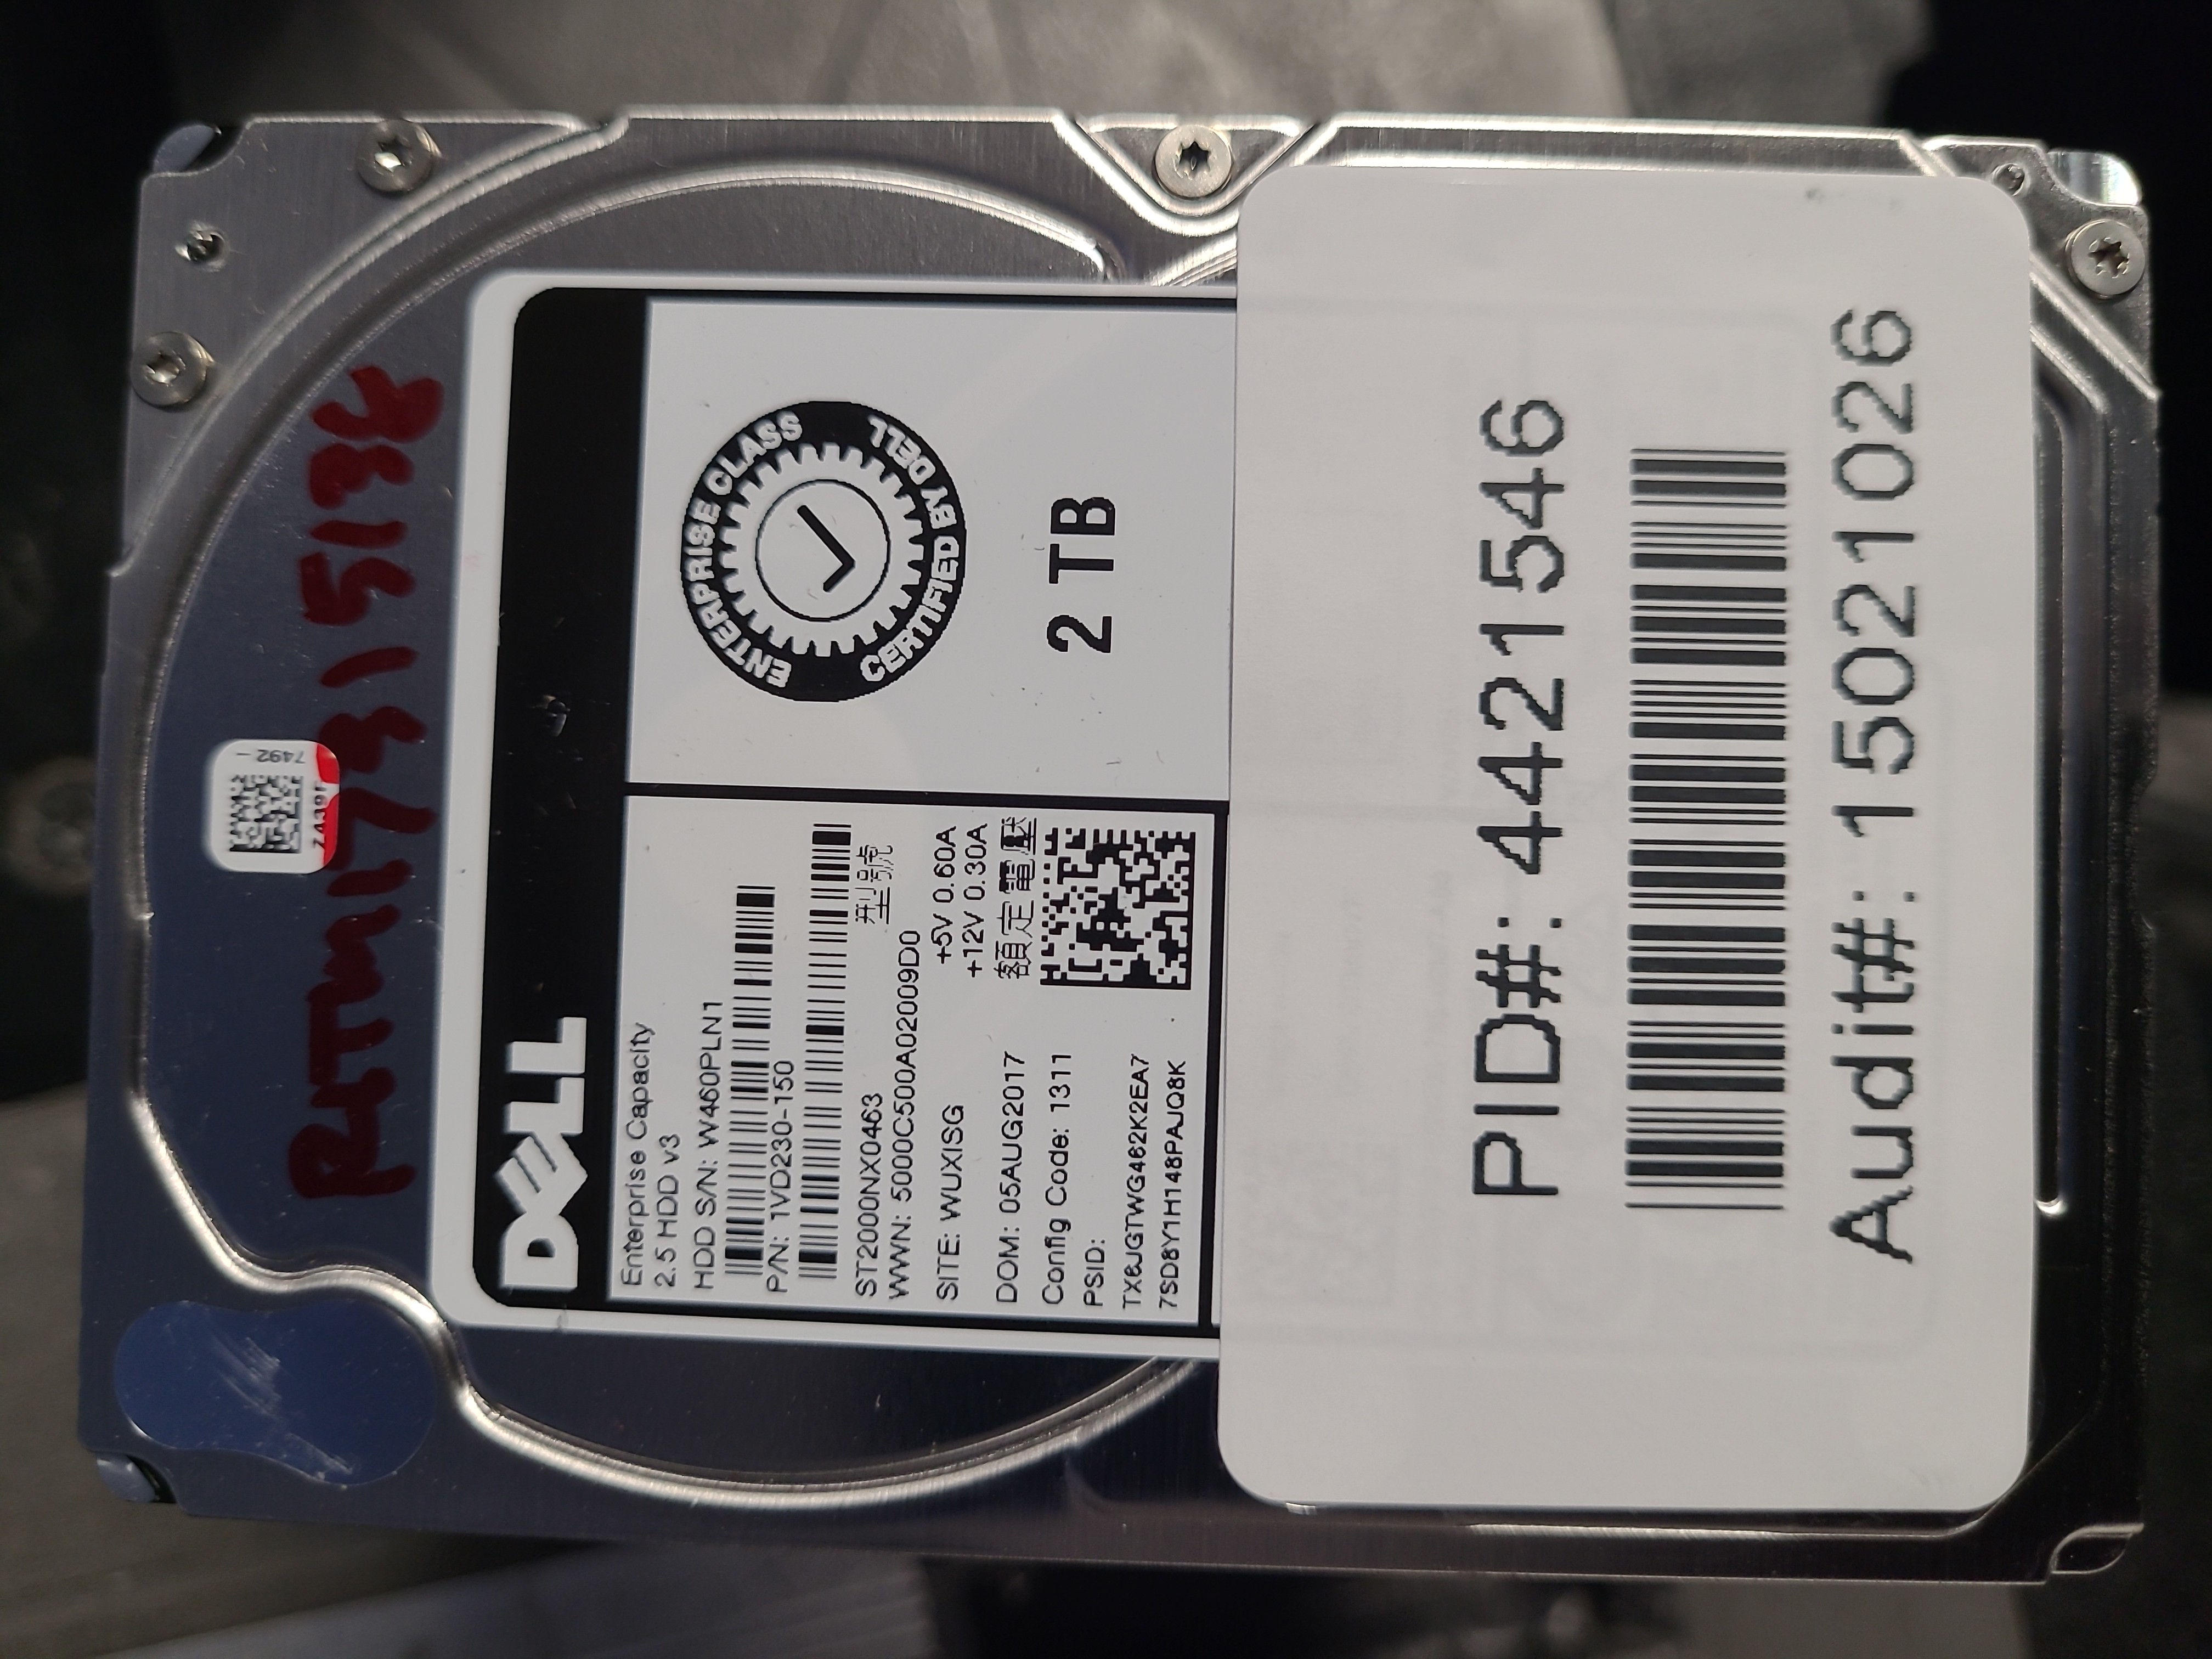 7492-
RITM17315138
DELL
Enterprise Capacity
2.5 HDD v3
HDD S/N: W460PLN1
P/N: 1VD230-150
ST2000NX0463 型號
WWN: 5000C500A02009D0
SITE: WUXISG +5V 0.60A
+12V 0.30A
DOM: 05AUG2017 額定電壓
Config Code: 1311
PSID:
TX6JGTWG462K2EA7
7SD8Y1H148PAJQ8K
ENTERPRISE CLASS
CERTIFIED BY DELL
2 TB
PID#: 4421546
Audit#: 15021026